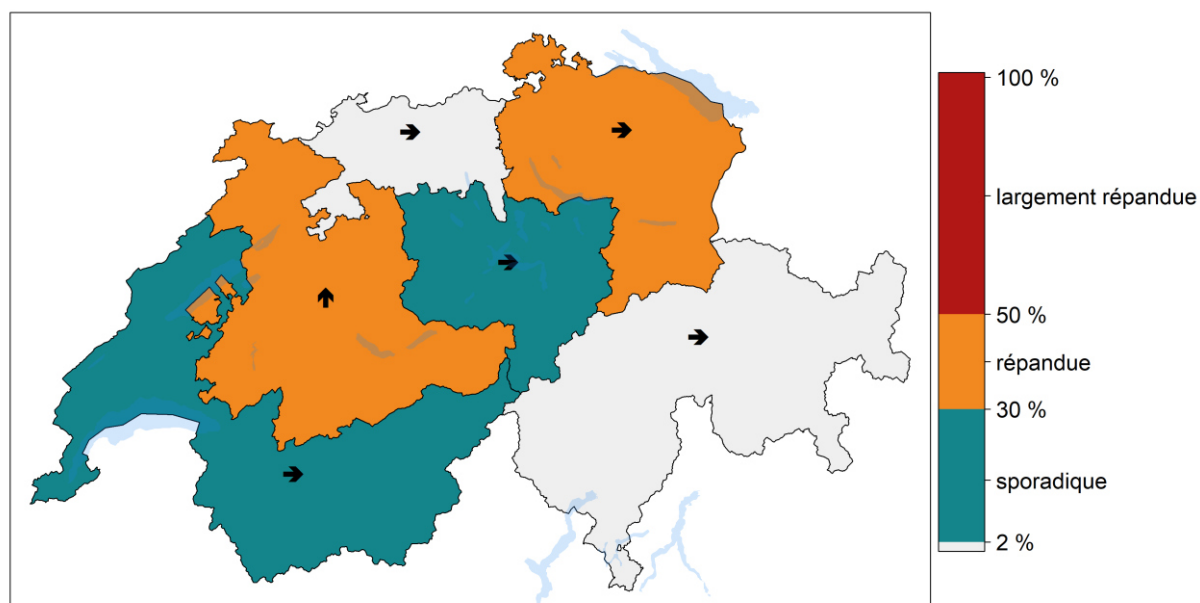 100 %
largement répandue
50 %
répandue
30 %
sporadique
2 %